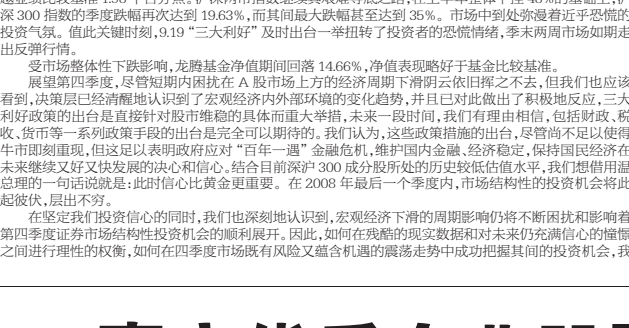 深 300 指数的季度跌幅再次达到 19.63%，而其间最大跌幅甚至达到 35%。市场中到处弥漫着近乎恐慌的
投资气氛。值此关键时刻，9.19 “三大利好” 及时出台一举扭转了投资者的恐慌情绪，季末两周市场如期走
出反弹行情。
受市场整体性下跌影响，龙腾基金净值期间回落 14.66%，净值表现略好于基金比较基准。
展望第四季度，尽管短期内困扰在 A 股市场上方的经济周期下滑阴云依旧挥之不去，但我们也应该
看到，决策层已经清醒地认识到了宏观经济内外部环境的变化趋势，并且已对此做出了积极地反应，三大
利好政策的出台是直接针对股市维稳的具体而重大举措，未来一段时间，我们有理由相信，包括财政、税
收、货币等一系列政策手段的出台是完全可以期待的。我们认为，这些政策措施的出台，尽管尚不足以使得
牛市即刻重现，但这足以表明政府应对 “百年一遇” 金融危机，维护国内金融、经济稳定，保持国民经济在
未来继续又好又快发展的决心和信心。结合目前深沪 300 成分股所处的历史较低估值水平，我们想借用温
总理的一句话说就是：此时信心比黄金更重要。在 2008 年最后一个季度内，市场结构性的投资机会将此
起彼伏，层出不穷。
在坚定我们投资信心的同时，我们也深刻地认识到，宏观经济下滑的周期影响仍将不断困扰和影响着
第四季度证券市场结构性投资机会的顺利展开。因此，如何在残酷的现实数据和对未来仍充满信心的憧憬
之间进行理性的权衡，如何在四季度市场既有风险又蕴含机遇的震荡走势中成功把握其间的投资机会，我